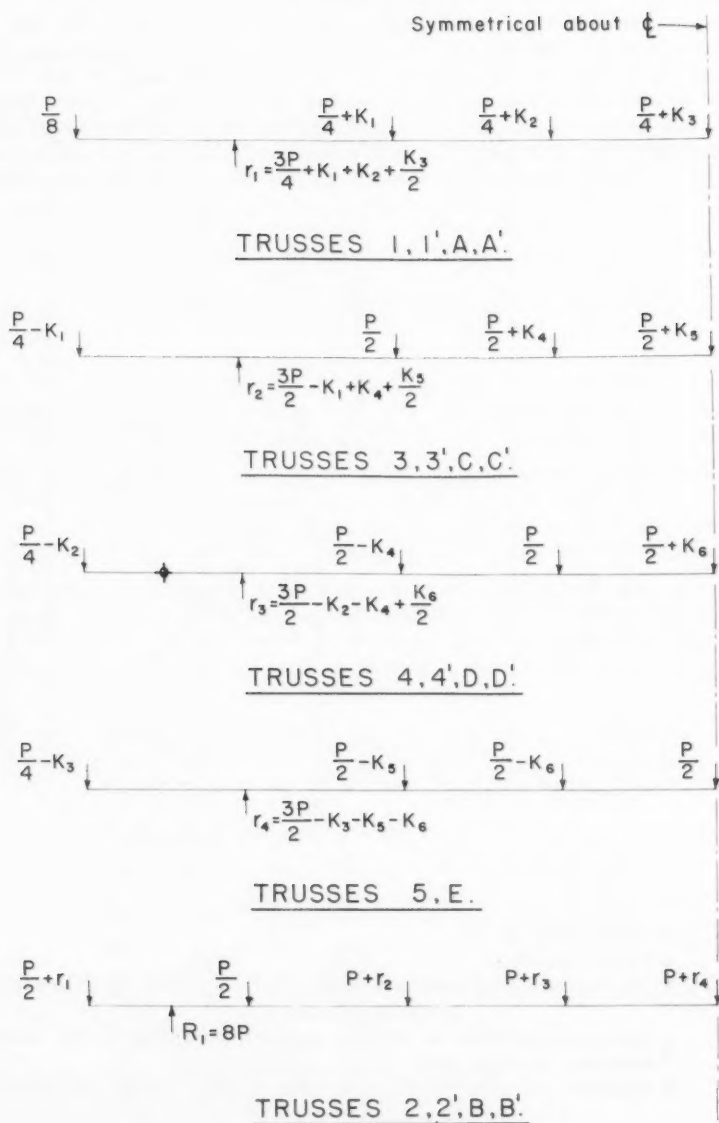 Symmetrical about ℄
P/8 P/4+K₁ P/4+K₂ P/4+K₃
r₁=3P/4+K₁+K₂+K₃/2
TRUSSES 1,1',A,A'.
P/4-K₁ P/2 P/2+K₄ P/2+K₅
r₂=3P/2-K₁+K₄+K₅/2
TRUSSES 3,3',C,C'.
P/4-K₂ P/2-K₄ P/2 P/2+K₆
r₃=3P/2-K₂-K₄+K₆/2
TRUSSES 4,4',D,D'.
P/4-K₃ P/2-K₅ P/2-K₆ P/2
r₄=3P/2-K₃-K₅-K₆
TRUSSES 5,E.
P/2+r₁ P/2 P+r₂ P+r₃ P+r₄
R₁=8P
TRUSSES 2,2',B,B'.